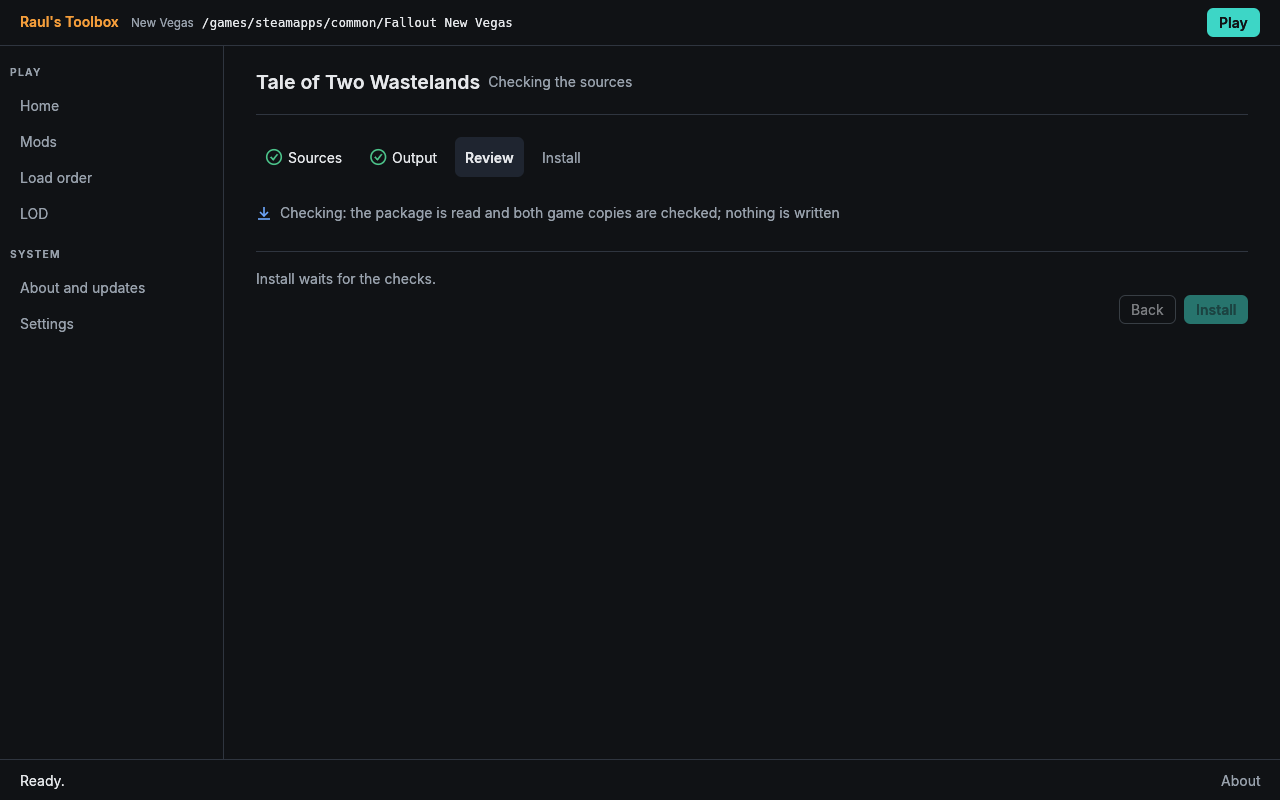 Raul's Toolbox New Vegas /games/steamapps/common/Fallout New Vegas Play
PLAY
Home
Mods
Load order
LOD
SYSTEM
About and updates
Settings
Tale of Two Wastelands Checking the sources
Sources Output Review Install
Checking: the package is read and both game copies are checked; nothing is written
Install waits for the checks.
Back Install
Ready. About